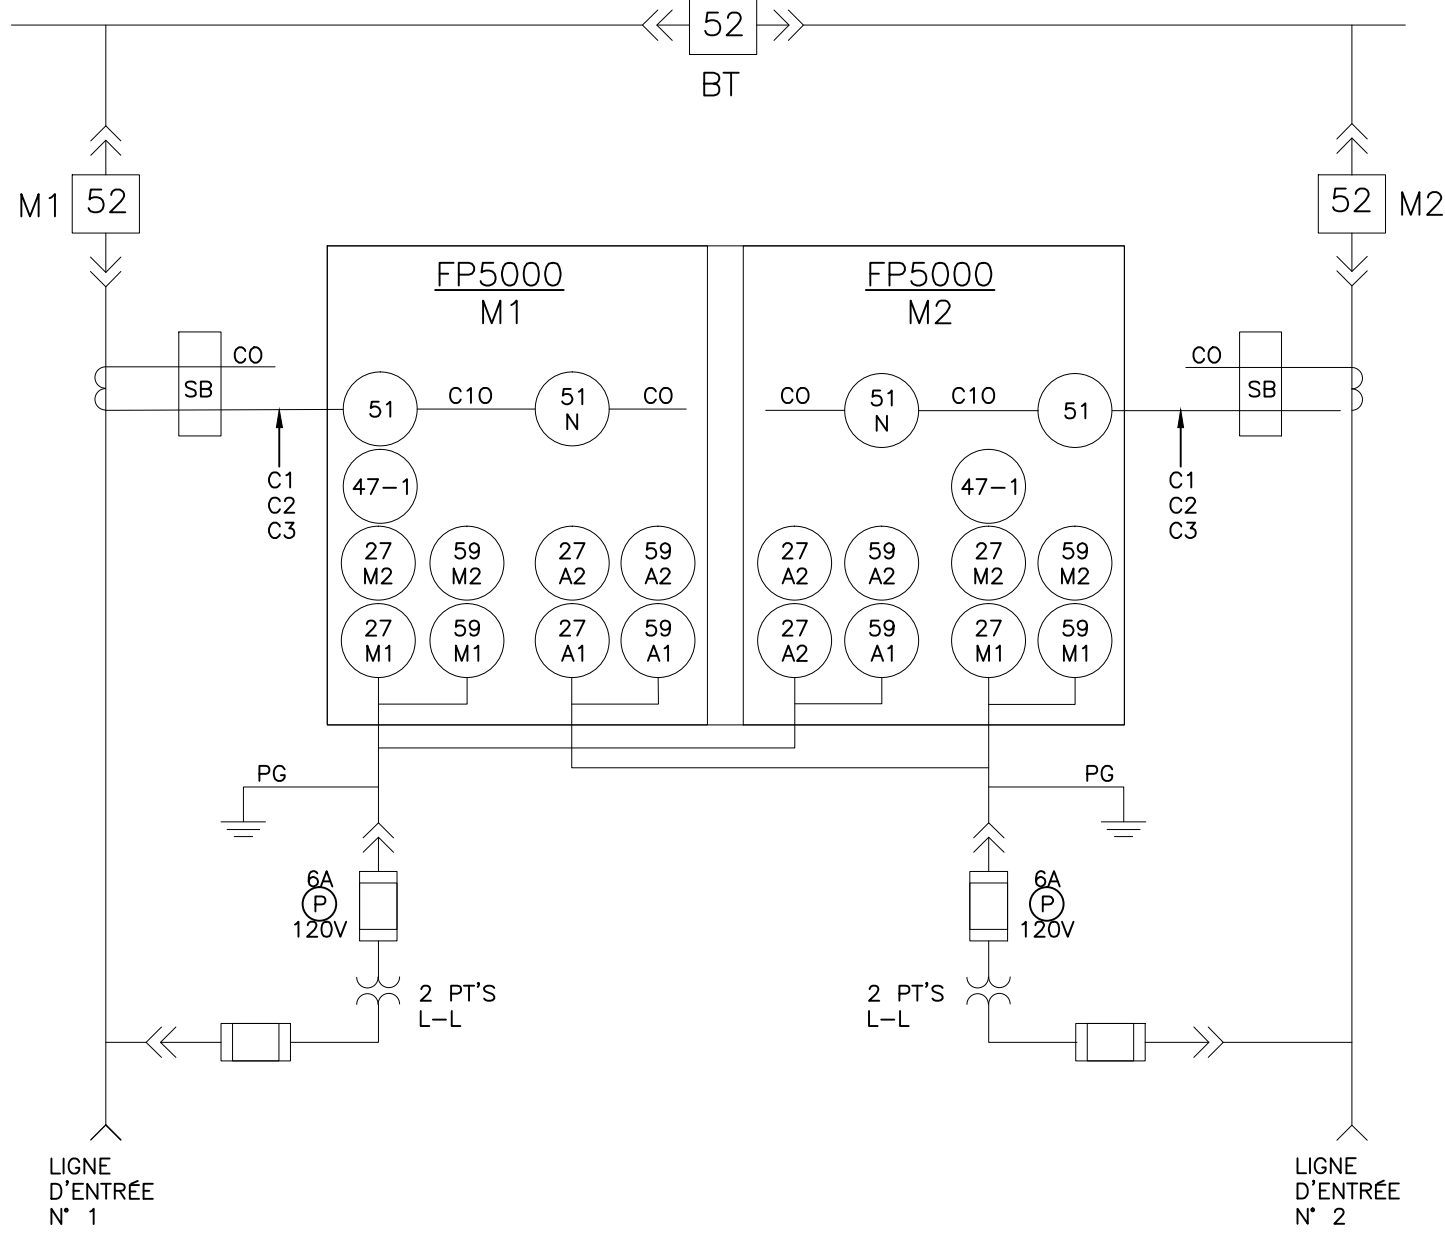 52
BT
M1
52
52
M2
FP5000
M1
FP5000
M2
CO
SB
CO
SB
51
C10
51
N
CO
CO
51
N
C10
51
C1
C2
C3
C1
C2
C3
47-1
47-1
27
M2
59
M2
27
A2
59
A2
27
A2
59
A2
27
M2
59
M2
27
M1
59
M1
27
A1
59
A1
27
A2
59
A1
27
M1
59
M1
PG
PG
6A
P
120V
6A
P
120V
2 PT'S
L-L
2 PT'S
L-L
LIGNE
D'ENTRÉE
N° 1
LIGNE
D'ENTRÉE
N° 2